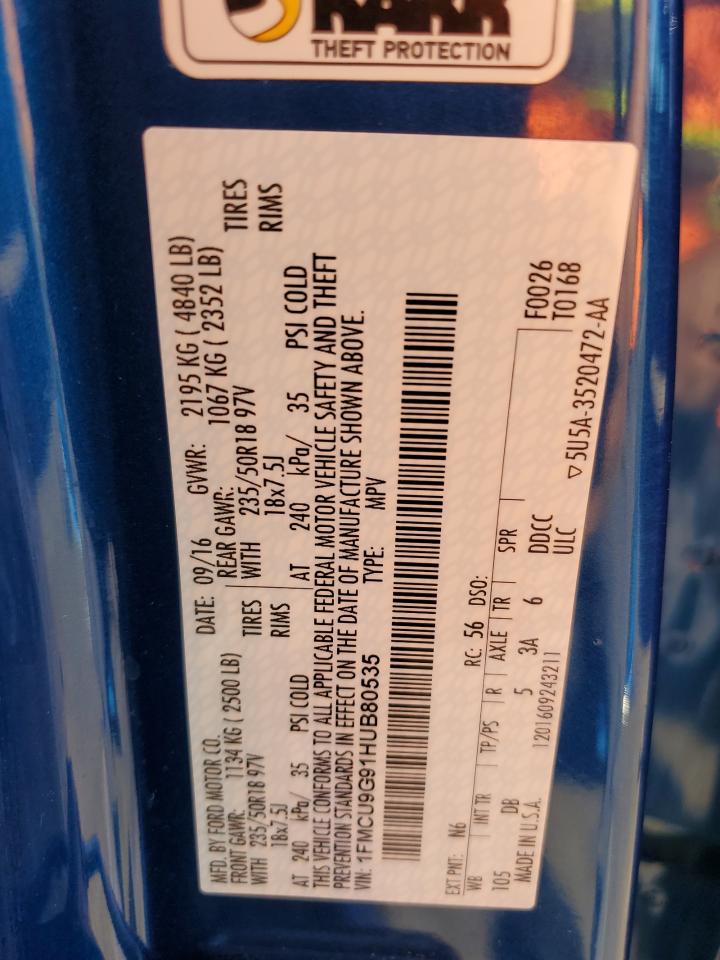 THEFT PROTECTION
MFD. BY FORD MOTOR CO. DATE: 09/16 GVWR: 2195 KG ( 4840 LB)
FRONT GAWR: 1134 KG ( 2500 LB) REAR GAWR: 1067 KG ( 2352 LB)
WITH 235/50R18 97V TIRES WITH 235/50R18 97V TIRES
18x7.5J RIMS 18x7.5J RIMS
AT 240 kPa/ 35 PSI COLD AT 240 kPa/ 35 PSI COLD
THIS VEHICLE CONFORMS TO ALL APPLICABLE FEDERAL MOTOR VEHICLE SAFETY AND THEFT
PREVENTION STANDARDS IN EFFECT ON THE DATE OF MANUFACTURE SHOWN ABOVE.
VIN: 1FMCU9G91HUB80535 TYPE: MPV
EXT PNT: N6 RC: 56 DSO:
WB INT TR TP/PS R AXLE TR SPR F0026
105 DB 5 3A 6 DDCC T0168
MADE IN U.S.A. 1201609243211 ULC ▽5U5A-3520472-AA